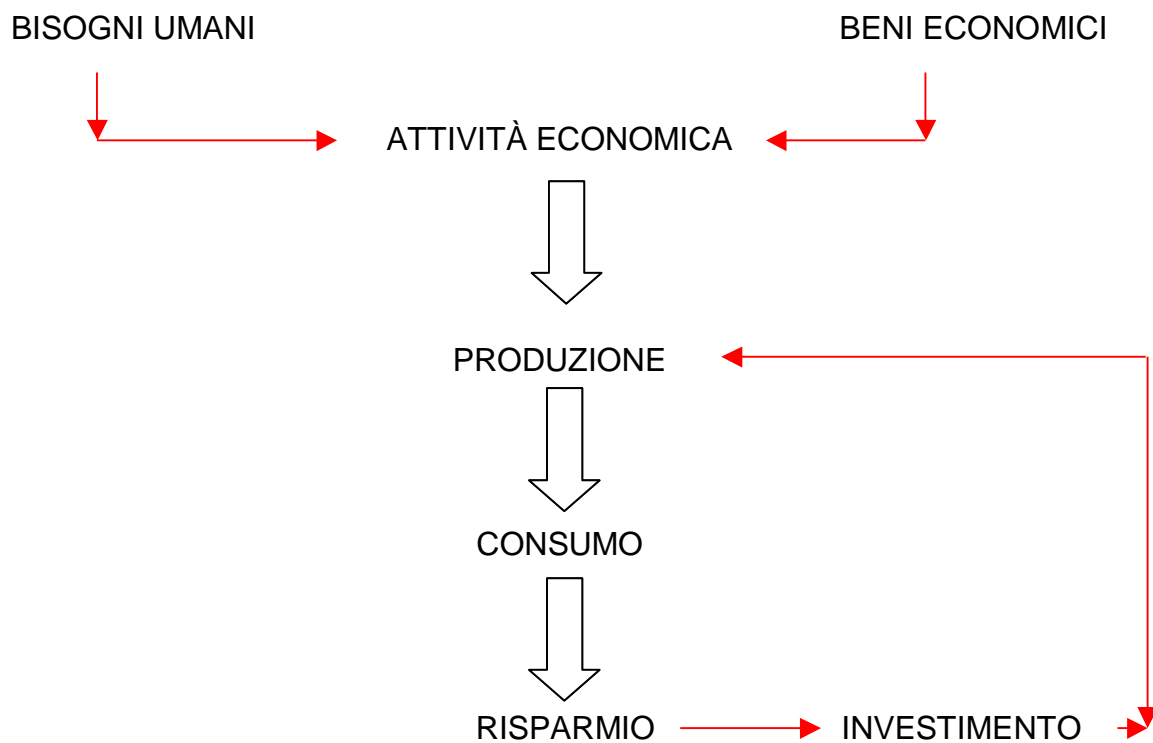 BISOGNI UMANI
BENI ECONOMICI
ATTIVITÀ ECONOMICA
PRODUZIONE
CONSUMO
RISPARMIO
INVESTIMENTO